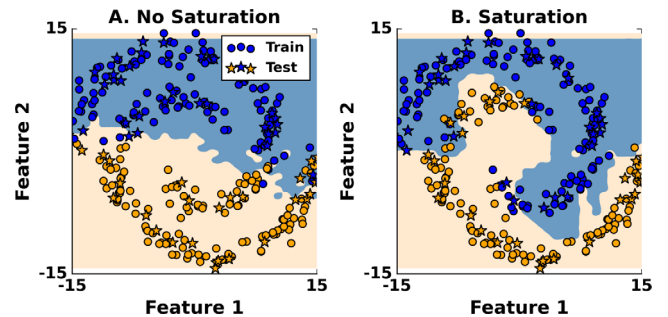 A. No Saturation
B. Saturation
15
Train
Test
Feature 2
-15
-15
15
Feature 1
15
Feature 2
-15
-15
15
Feature 1